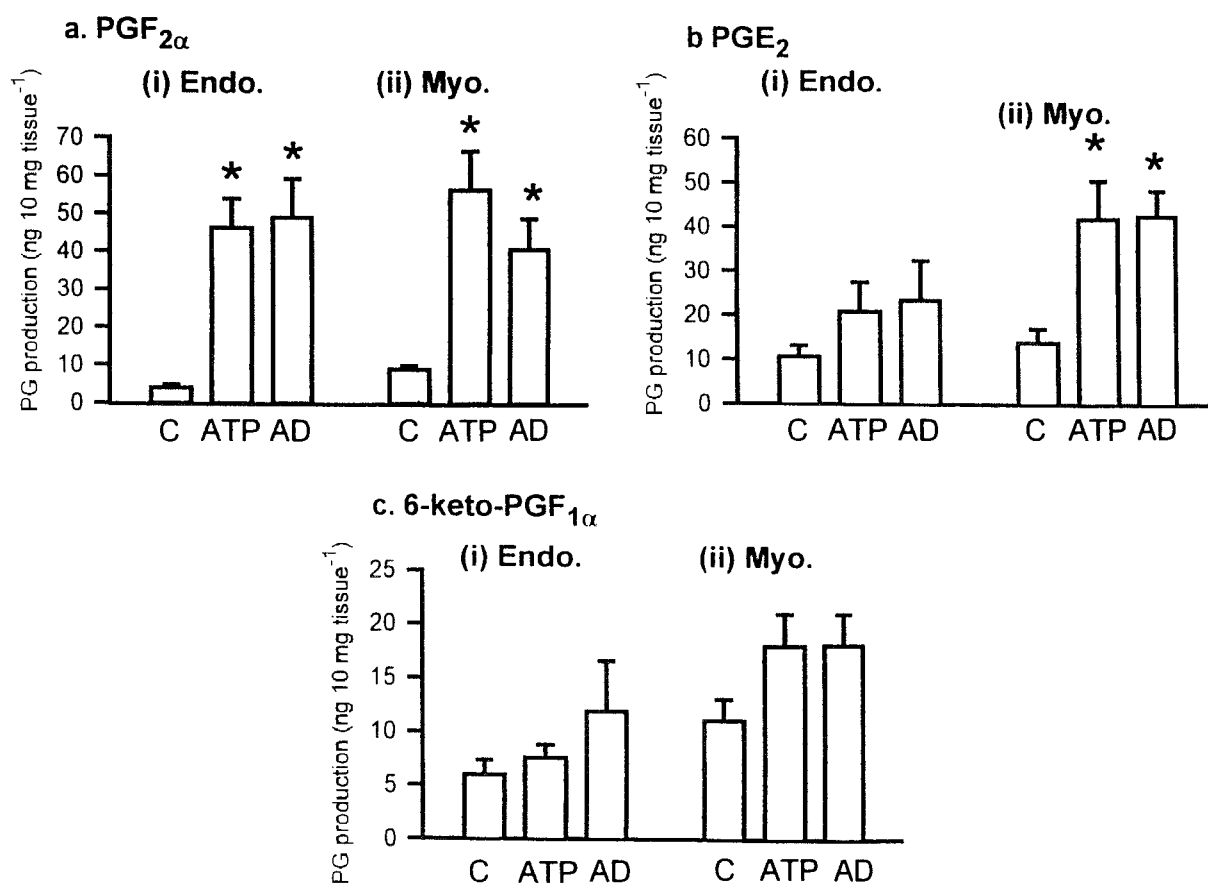 a. PGF2α
(i) Endo. (ii) Myo.
PG production (ng 10 mg tissue-1)
70
60
50
40
30
20
10
0
* * * *
C ATP AD C ATP AD
b PGE2
(i) Endo.
(ii) Myo.
PG production (ng 10 mg tissue-1)
60
50
40
30
20
10
0
* *
C ATP AD C ATP AD
c. 6-keto-PGF1α
(i) Endo. (ii) Myo.
PG production (ng 10 mg tissue-1)
25
20
15
10
5
0
C ATP AD C ATP AD